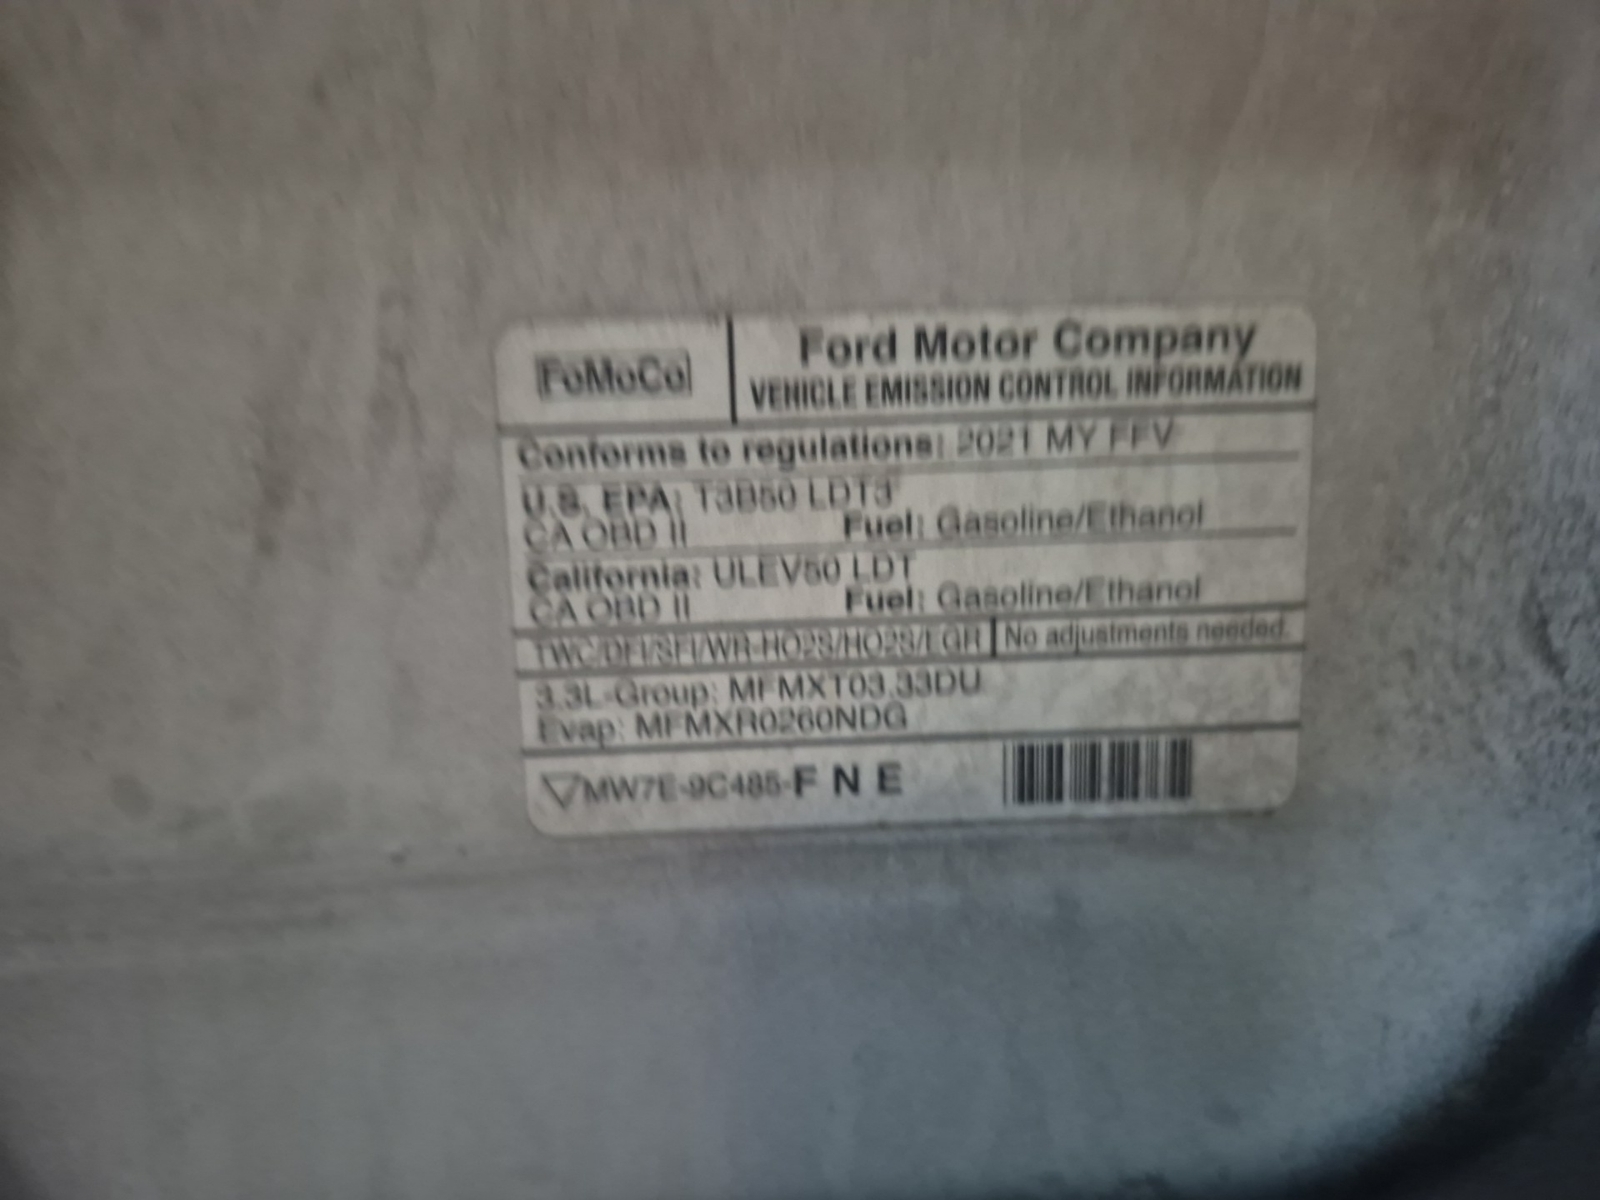 FoMoCo
Ford Motor Company
VEHICLE EMISSION CONTROL INFORMATION
Conforms to regulations: 2021 MY FFV
U.S. EPA: T3B50 LDT3
CA OBD II Fuel: Gasoline/Ethanol
California: ULEV50 LDT
CA OBD II Fuel: Gasoline/Ethanol
TWC/DFI/SFI/WR-HO2S/HO2S/EGR No adjustments needed.
3.3L-Group: MFMXT03.33DU
Evap: MFMXR0260NDG
MW7E-9C485-F N E